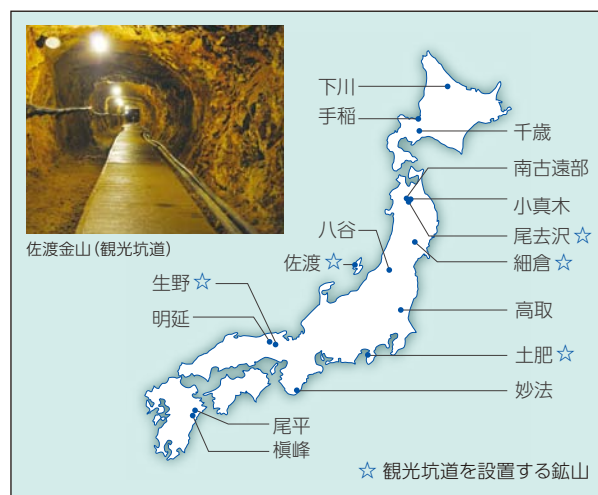 下川
手稲
千歳
南古遠部
小真木
尾去沢☆
細倉☆
八谷
佐渡☆
生野☆
明延
高取
土肥☆
妙法
尾平
槇峰
佐渡金山(観光坑道)
☆ 観光坑道を設置する鉱山